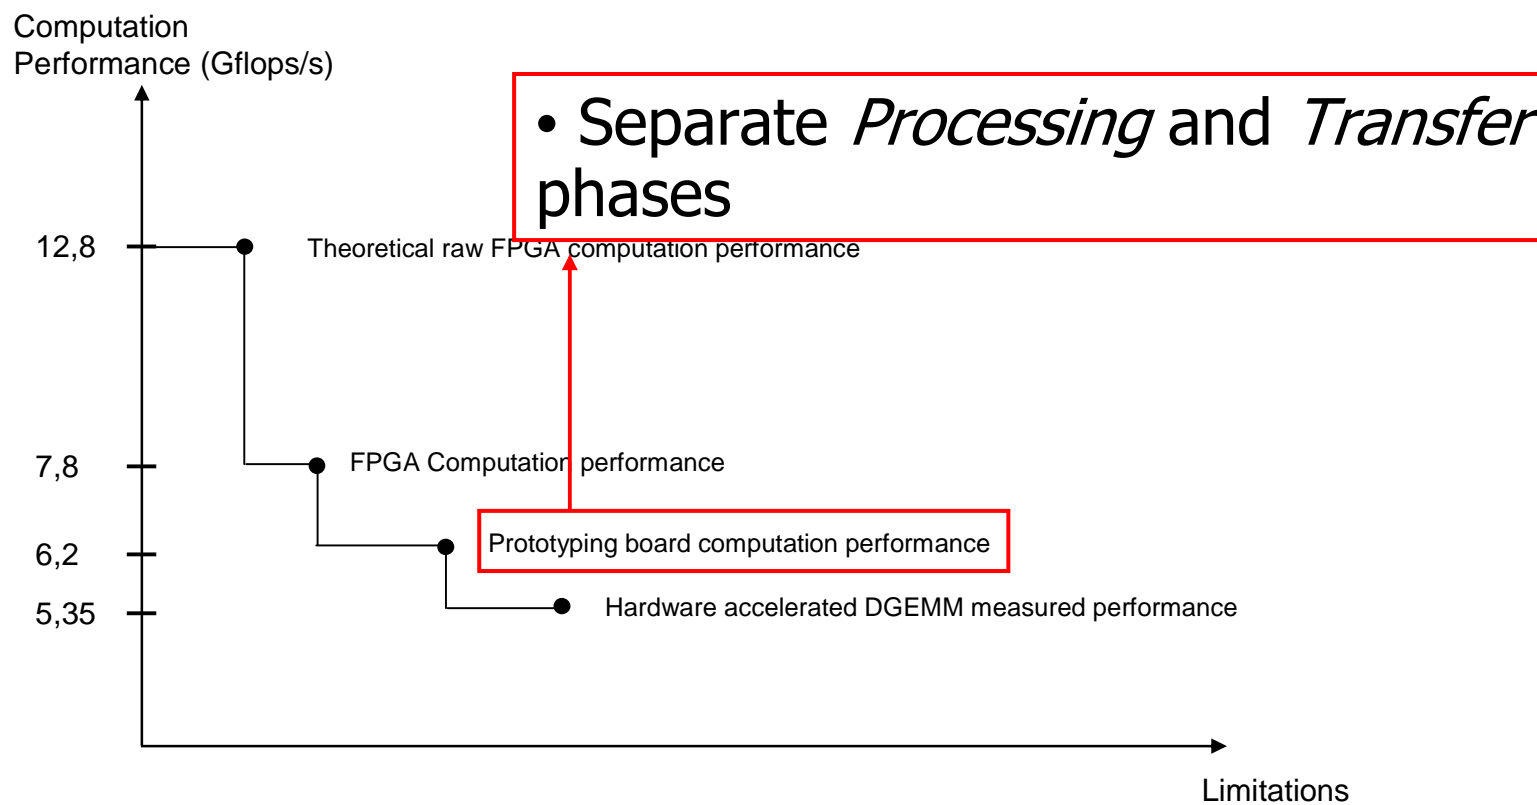 Computation
Performance (Gflops/s)
• Separate Processing and Transfer
phases
12,8
Theoretical raw FPGA computation performance
7,8
FPGA Computation performance
6,2
Prototyping board computation performance
5,35
Hardware accelerated DGEMM measured performance
Limitations